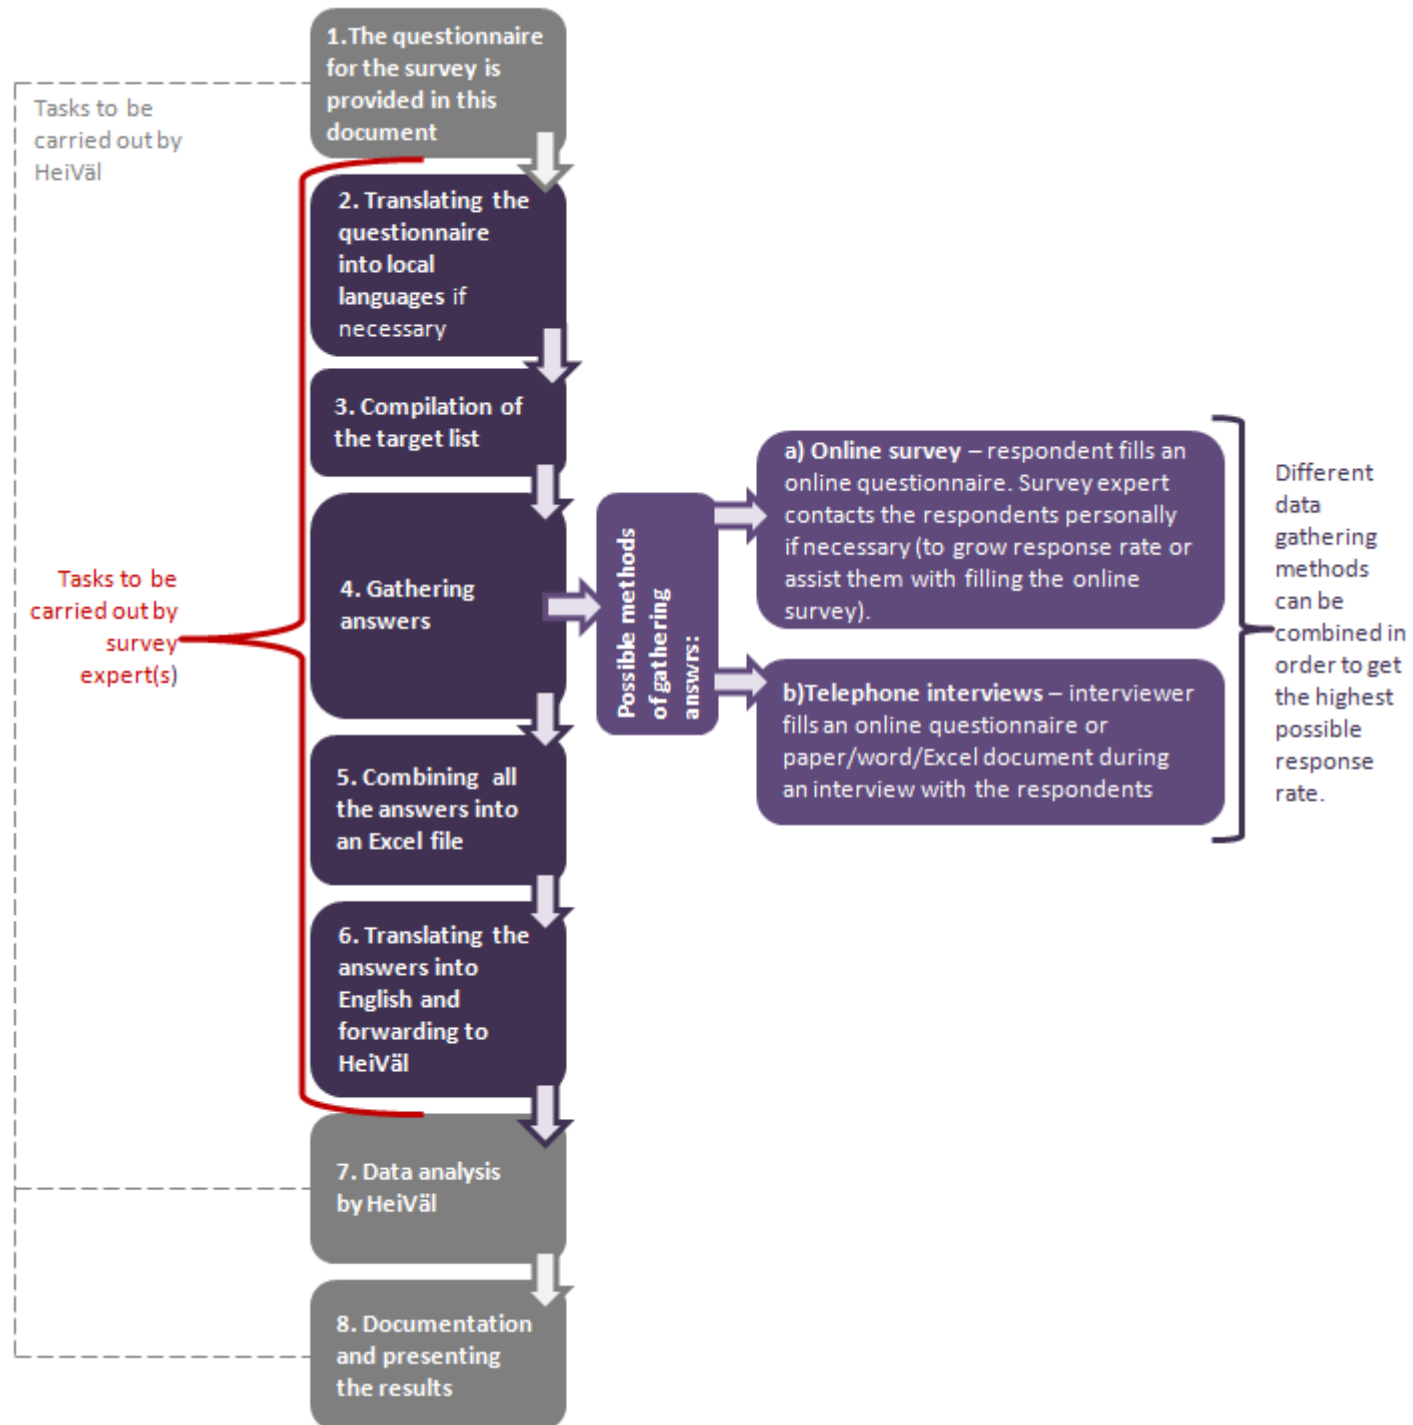 1.The questionnaire
for the survey is
provided in this
document
Tasks to be
carried out by
HeiVäl
2. Translating the
questionnaire
into local
languages if
necessary
3. Compilation of
the target list
4. Gathering
answers
Tasks to be
carried out by
survey
expert(s)
Possible methods
of gathering
answrs:
a) Online survey – respondent fills an
online questionnaire. Survey expert
contacts the respondents personally
if necessary (to grow response rate or
assist them with filling the online
survey).
b)Telephone interviews – interviewer
fills an online questionnaire or
paper/word/Excel document during
an interview with the respondents
Different
data
gathering
methods
can be
combined in
order to get
the highest
possible
response
rate.
5. Combining all
the answers into
an Excel file
6. Translating the
answers into
English and
forwarding to
HeiVäl
7. Data analysis
by HeiVäl
8. Documentation
and presenting
the results